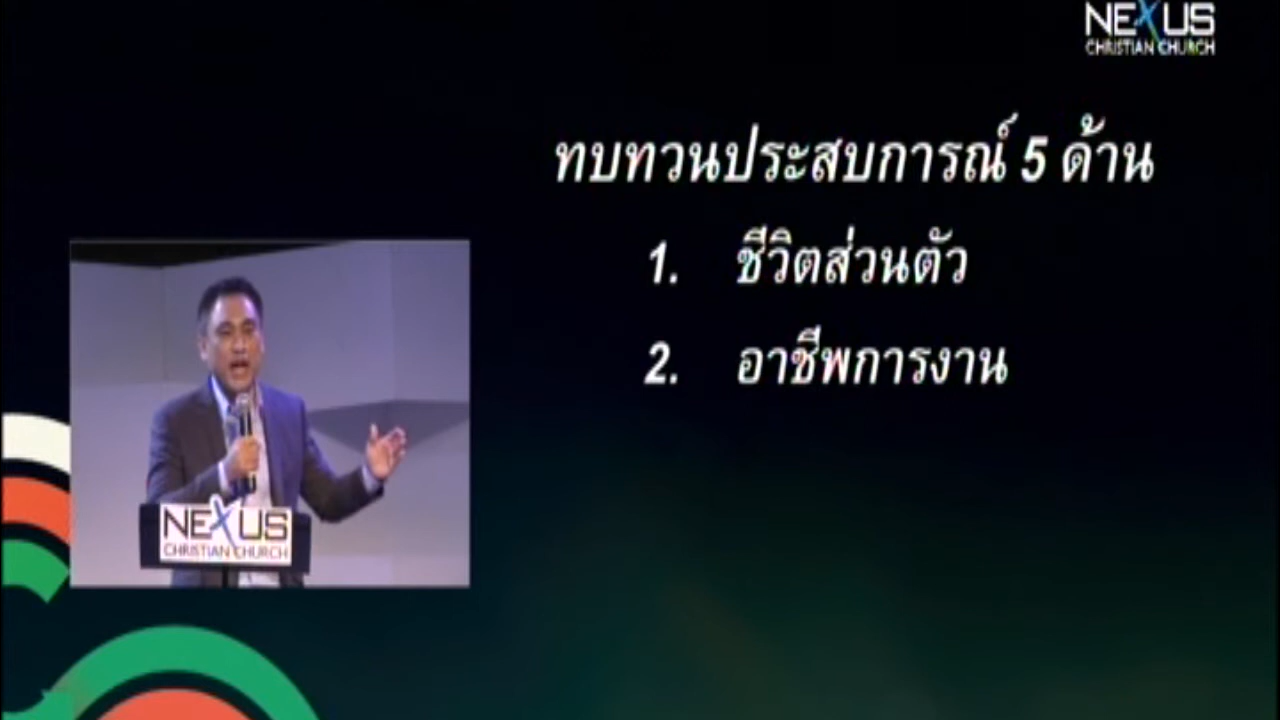 NEXUS
CHRISTIAN CHURCH
ทบทวนประสบการณ์ 5 ด้าน
1. ชีวิตส่วนตัว
2. อาชีพการงาน
NEXUS
CHRISTIAN CHURCH